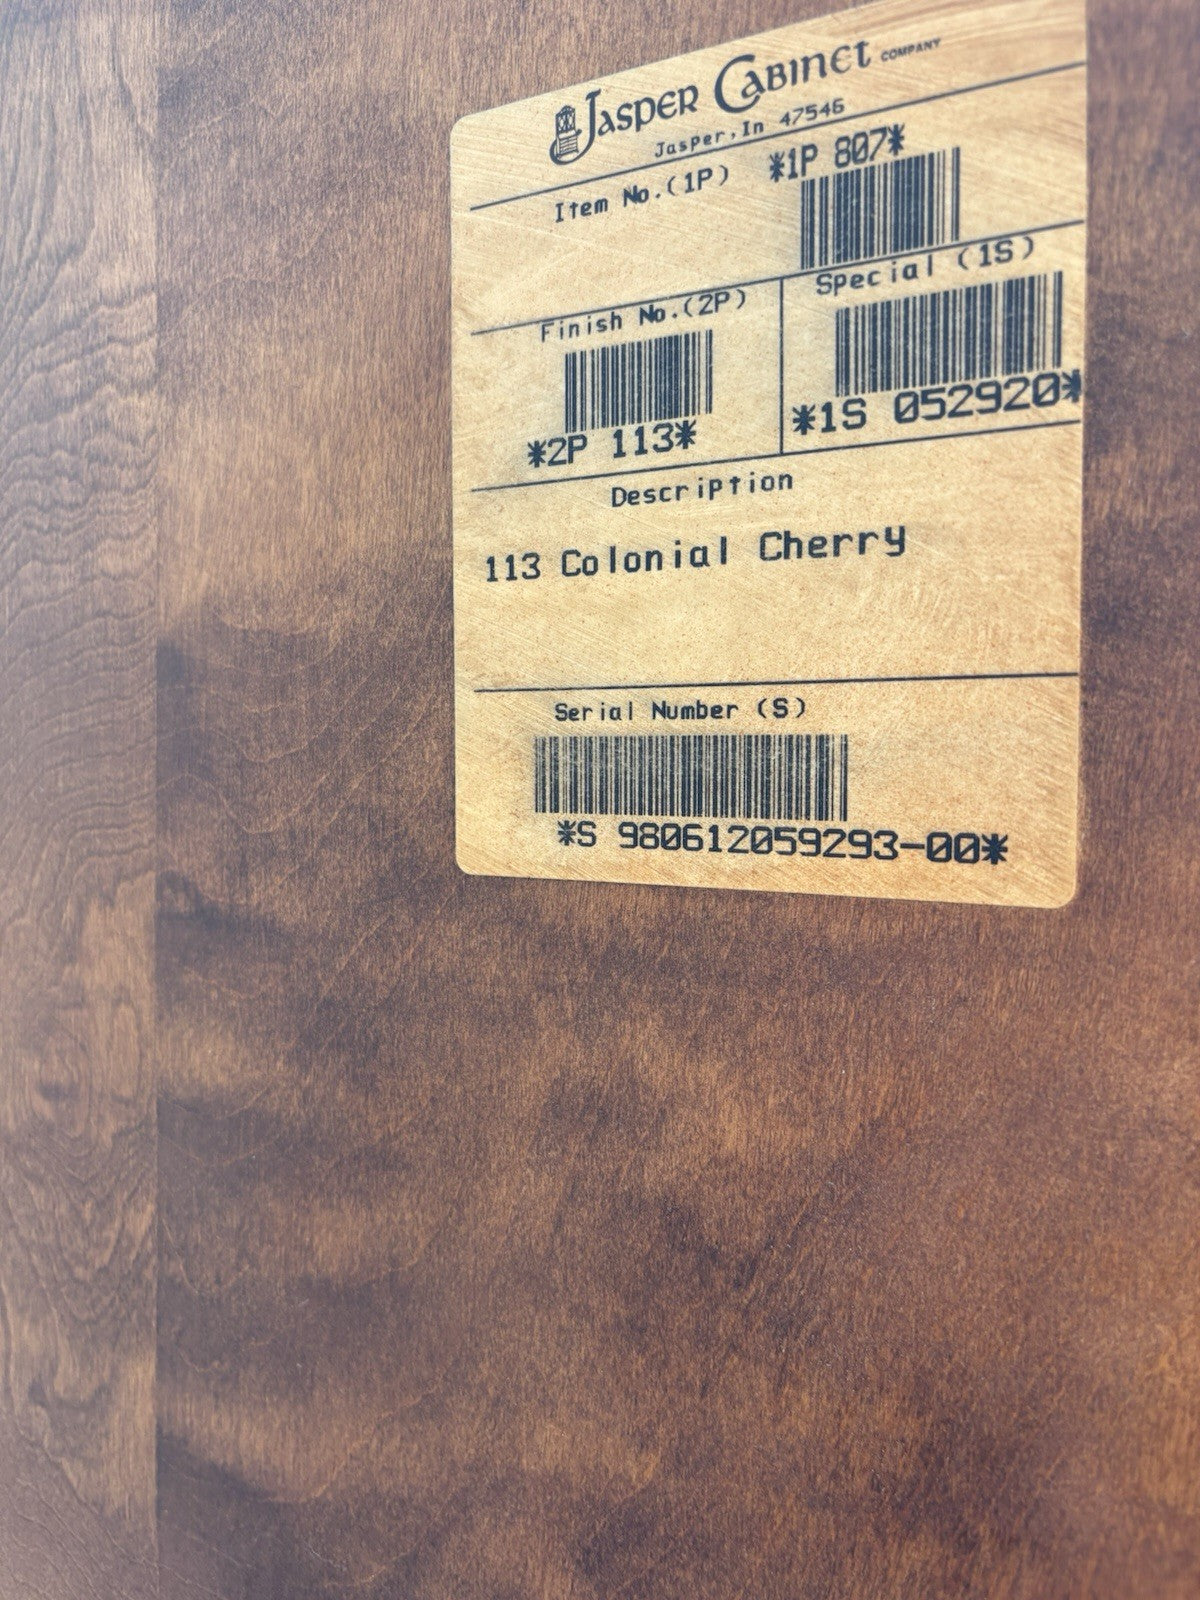 Jasper Cabinet COMPANY
Jasper,In 47546
Item No.(1P) *1P 807*
Finish No.(2P)
*2P 113*
Special (1S)
*1S 052920*
Description
113 Colonial Cherry
Serial Number (S)
*S 980612059293-00*